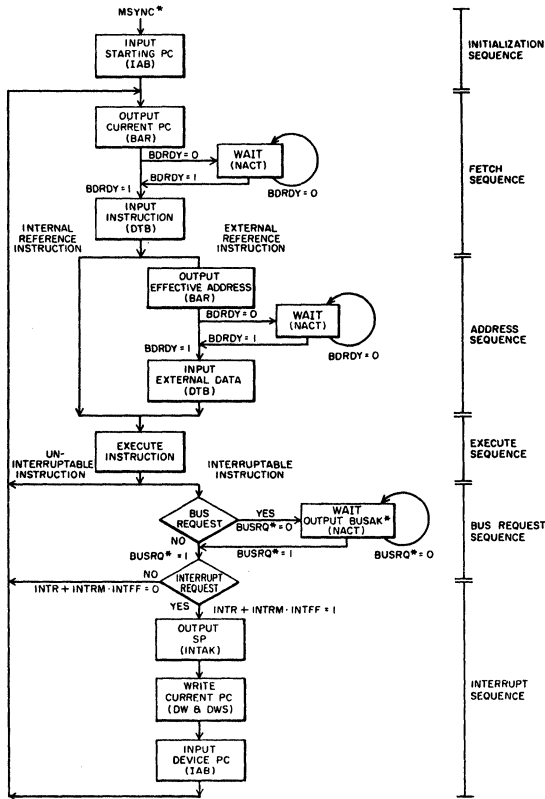 MSYNC*
INPUT
STARTING PC
(IAB)
INITIALIZATION
SEQUENCE
OUTPUT
CURRENT PC
(BAR)
BDRDY = 0
WAIT
(NACT)
BDRDY = 1
BDRDY = 0
BDRDY = 1
FETCH
SEQUENCE
INPUT
INSTRUCTION
(DTB)
INTERNAL
REFERENCE
INSTRUCTION
EXTERNAL
REFERENCE
INSTRUCTION
OUTPUT
EFFECTIVE ADDRESS
(BAR)
BDRDY = 0
WAIT
(NACT)
BDRDY = 1
BDRDY = 0
BDRDY = 1
ADDRESS
SEQUENCE
INPUT
EXTERNAL DATA
(DTB)
EXECUTE
INSTRUCTION
EXECUTE
SEQUENCE
UN-
INTERRUPTABLE
INSTRUCTION
INTERRUPTABLE
INSTRUCTION
BUS
REQUEST
YES
BUSRQ* = 0
WAIT
OUTPUT BUSAK*
(NACT)
NO
BUSRQ* = 1
BUSRQ* = 1
BUSRQ* = 0
BUS REQUEST
SEQUENCE
INTERRUPT
REQUEST
NO
INTR + INTRM · INTFF = 0
YES
INTR + INTRM · INTFF = 1
OUTPUT
SP
(INTAK)
WRITE
CURRENT PC
(DW & DWS)
INTERRUPT
SEQUENCE
INPUT
DEVICE PC
(IAB)